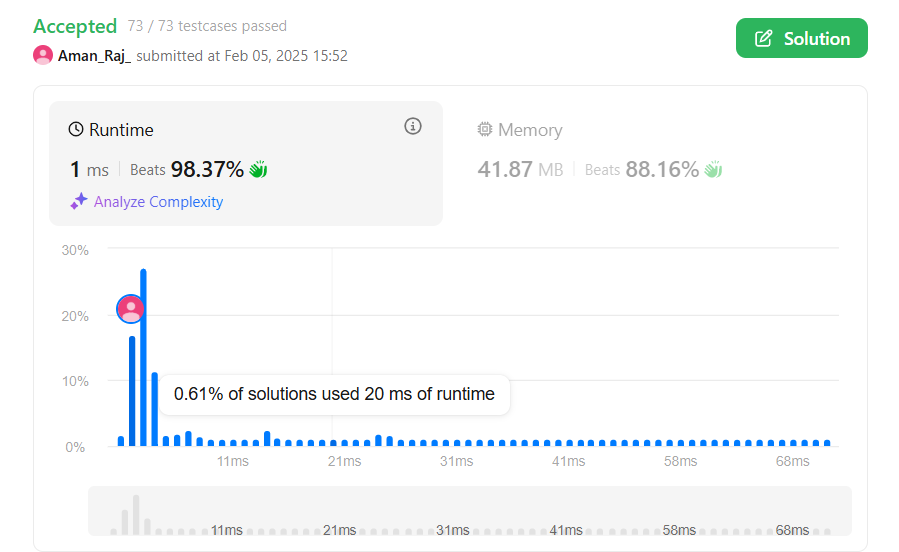 Accepted 73 / 73 testcases passed
Aman_Raj_ submitted at Feb 05, 2025 15:52
Solution
Runtime
1 ms Beats 98.37%
Analyze Complexity
Memory
41.87 MB Beats 88.16%
30%
20%
10%
0%
0.61% of solutions used 20 ms of runtime
11ms 21ms 31ms 41ms 58ms 68ms
11ms 21ms 31ms 41ms 58ms 68ms